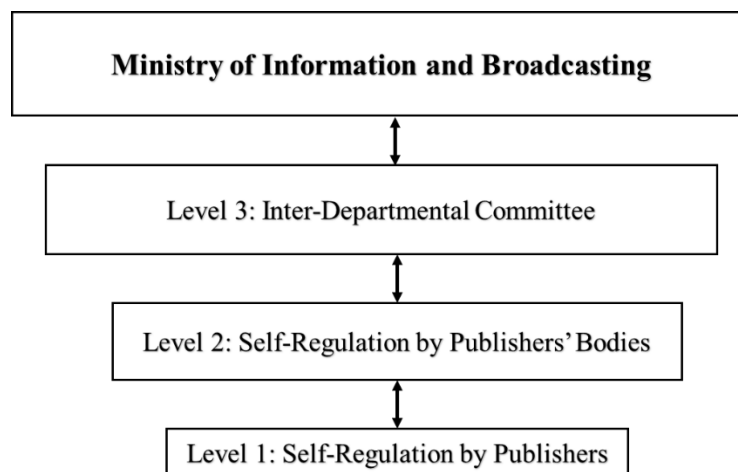 Ministry of Information and Broadcasting
Level 3: Inter-Departmental Committee
Level 2: Self-Regulation by Publishers’ Bodies
Level 1: Self-Regulation by Publishers